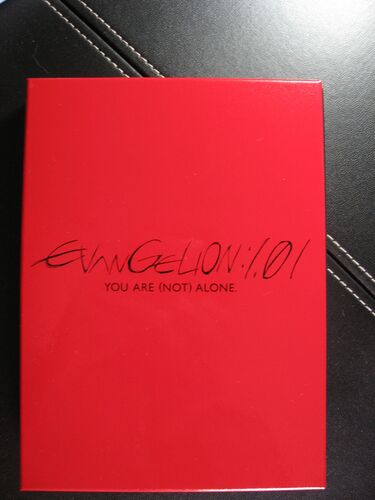 EVANGELION:1.01
YOU ARE (NOT) ALONE.